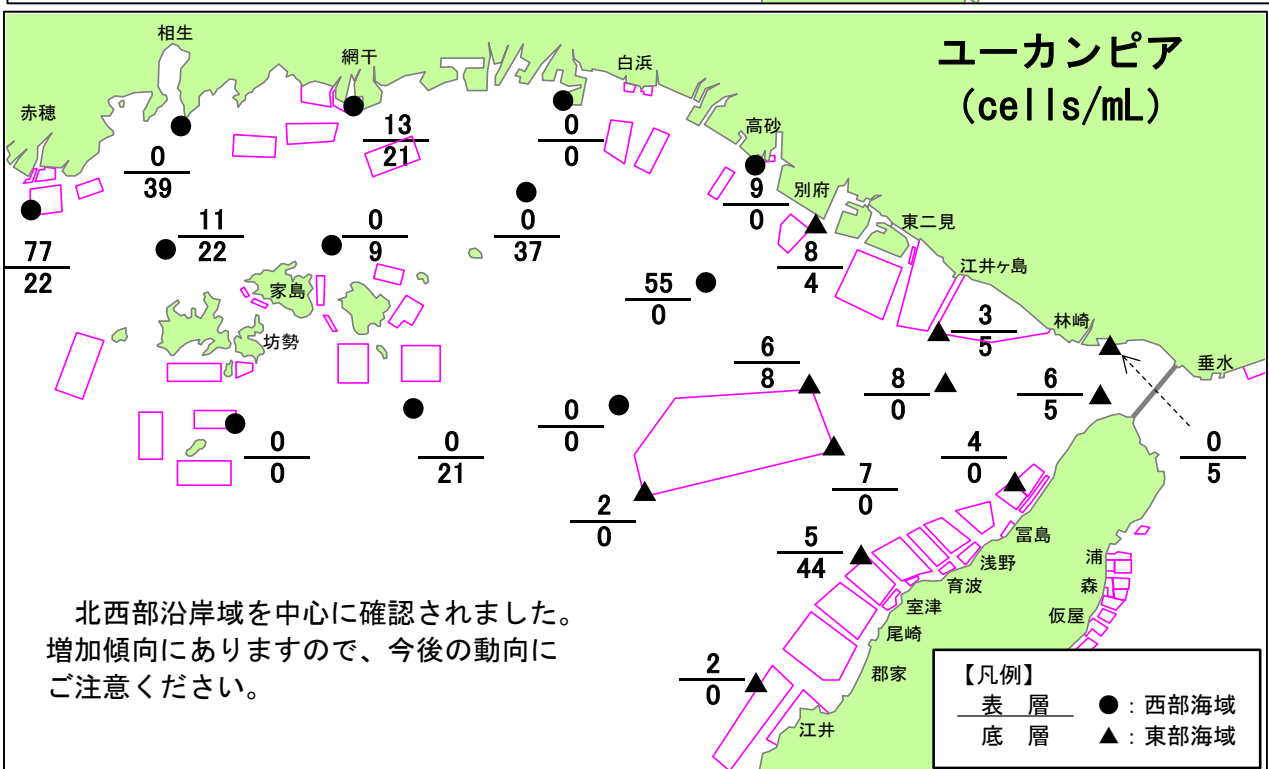 ユーカンピア
(cells/mL)
相生
網干
白浜
赤穂
高砂
別府
東二見
江井ヶ島
林崎
垂水
家島
坊勢
13
21
0
0
0
39
9
0
77
22
11
22
0
9
0
37
8
4
55
0
3
5
6
8
8
0
6
5
0
0
0
21
0
0
4
0
0
5
7
0
2
0
5
44
2
0
富島
浅野
育波
室津
尾崎
郡家
江井
浦
森
仮屋
北西部沿岸域を中心に確認されました。
増加傾向にありますので、今後の動向に
ご注意ください。
【凡例】
表 層 ●:西部海域
底 層 ▲:東部海域